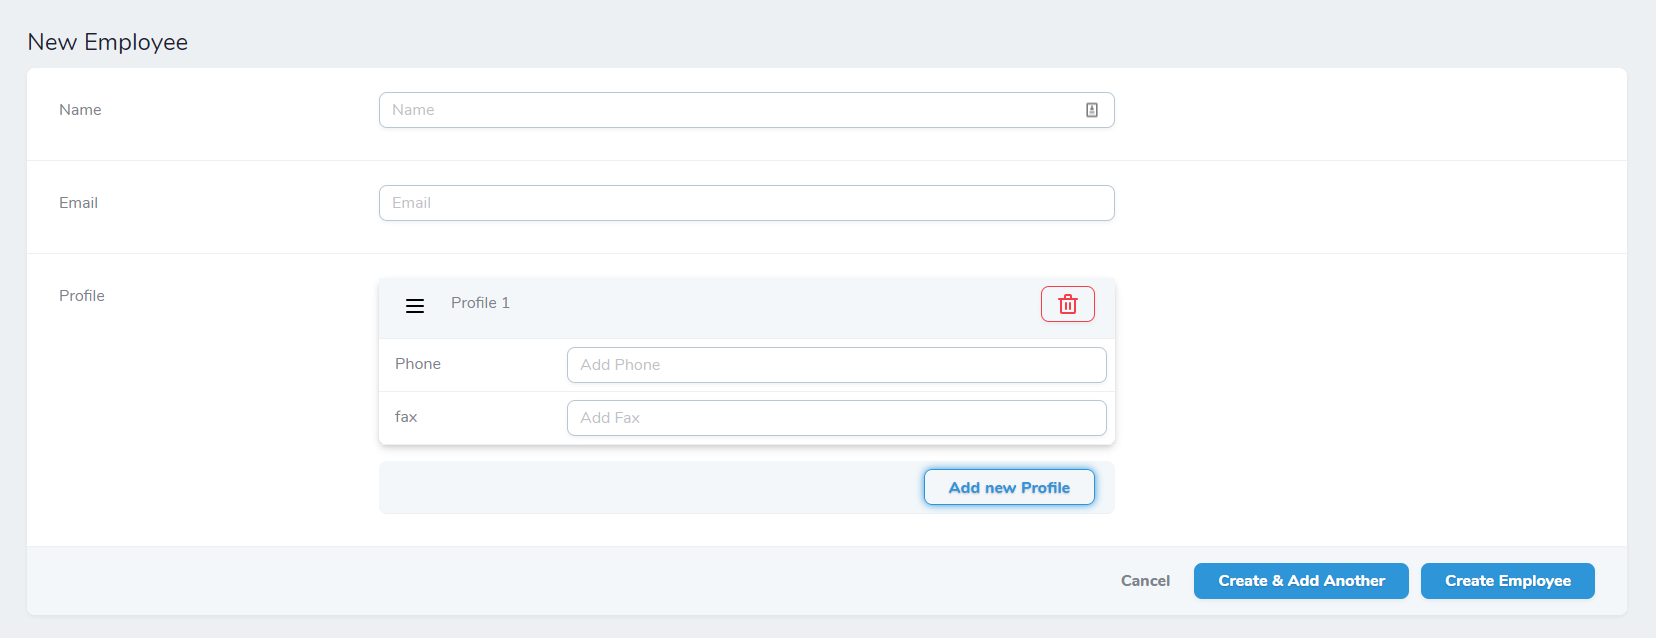 New Employee
Name
Name
Email
Email
Profile
Profile 1
Phone
Add Phone
fax
Add Fax
Add new Profile
Cancel
Create & Add Another
Create Employee